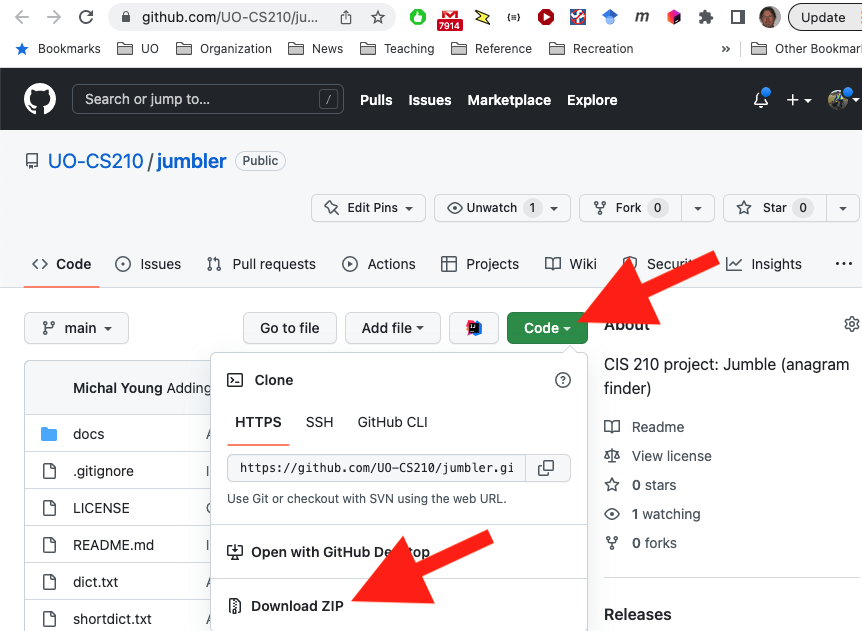 github.com/UO-CS210/ju...
7914
Update
Bookmarks UO Organization News Teaching Reference Recreation » Other Bookmar
Search or jump to... /
Pulls Issues Marketplace Explore
UO-CS210/jumbler Public
Edit Pins Unwatch 1 Fork 0 Star 0
Code Issues Pull requests Actions Projects Wiki Securit Insights ...
main Go to file Add file Code
About
CIS 210 project: Jumble (anagram
finder)
Readme
View license
0 stars
1 watching
0 forks
Releases
Michal Young Adding
docs
.gitignore
LICENSE
README.md
dict.txt
shortdict.txt
Clone
HTTPS SSH GitHub CLI
https://github.com/UO-CS210/jumbler.gi
Use Git or checkout with SVN using the web URL.
Open with GitHub Desktop
Download ZIP